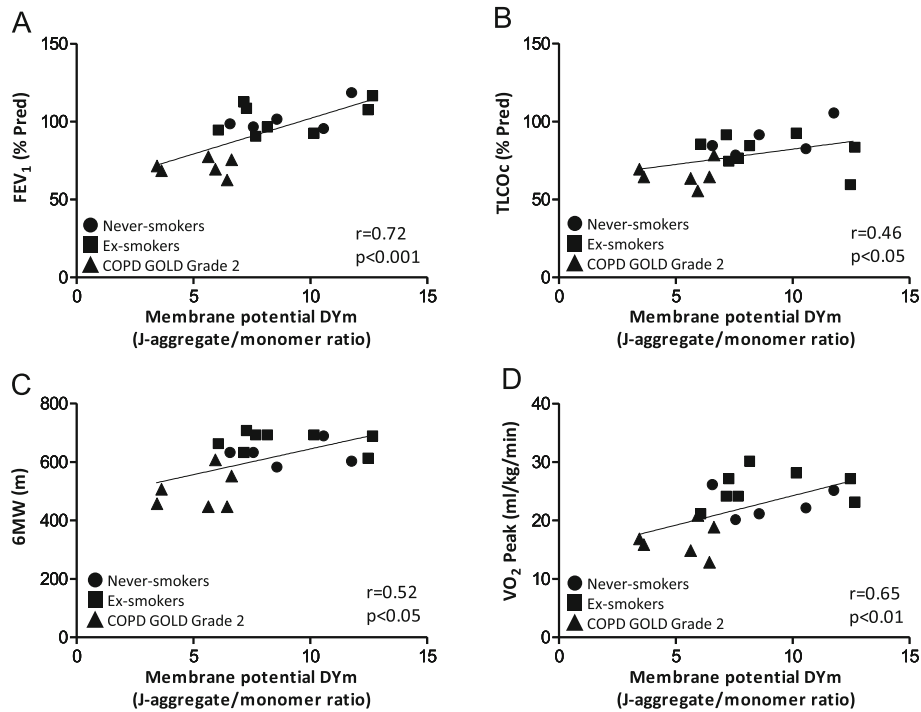 A
150
100
50
0
FEV1 (% Pred)
Never-smokers
Ex-smokers
COPD GOLD Grade 2
r=0.72
p<0.001
0 5 10 15
Membrane potential DYm
(J-aggregate/monomer ratio)
B
150
100
50
0
TLCOc (% Pred)
Never-smokers
Ex-smokers
COPD GOLD Grade 2
r=0.46
p<0.05
0 5 10 15
Membrane potential DYm
(J-aggregate/monomer ratio)
C
800
600
400
200
0
6MW (m)
Never-smokers
Ex-smokers
COPD GOLD Grade 2
r=0.52
p<0.05
0 5 10 15
Membrane potential DYm
(J-aggregate/monomer ratio)
D
40
30
20
10
0
VO2 Peak (ml/kg/min)
Never-smokers
Ex-smokers
COPD GOLD Grade 2
r=0.65
p<0.01
0 5 10 15
Membrane potential DYm
(J-aggregate/monomer ratio)